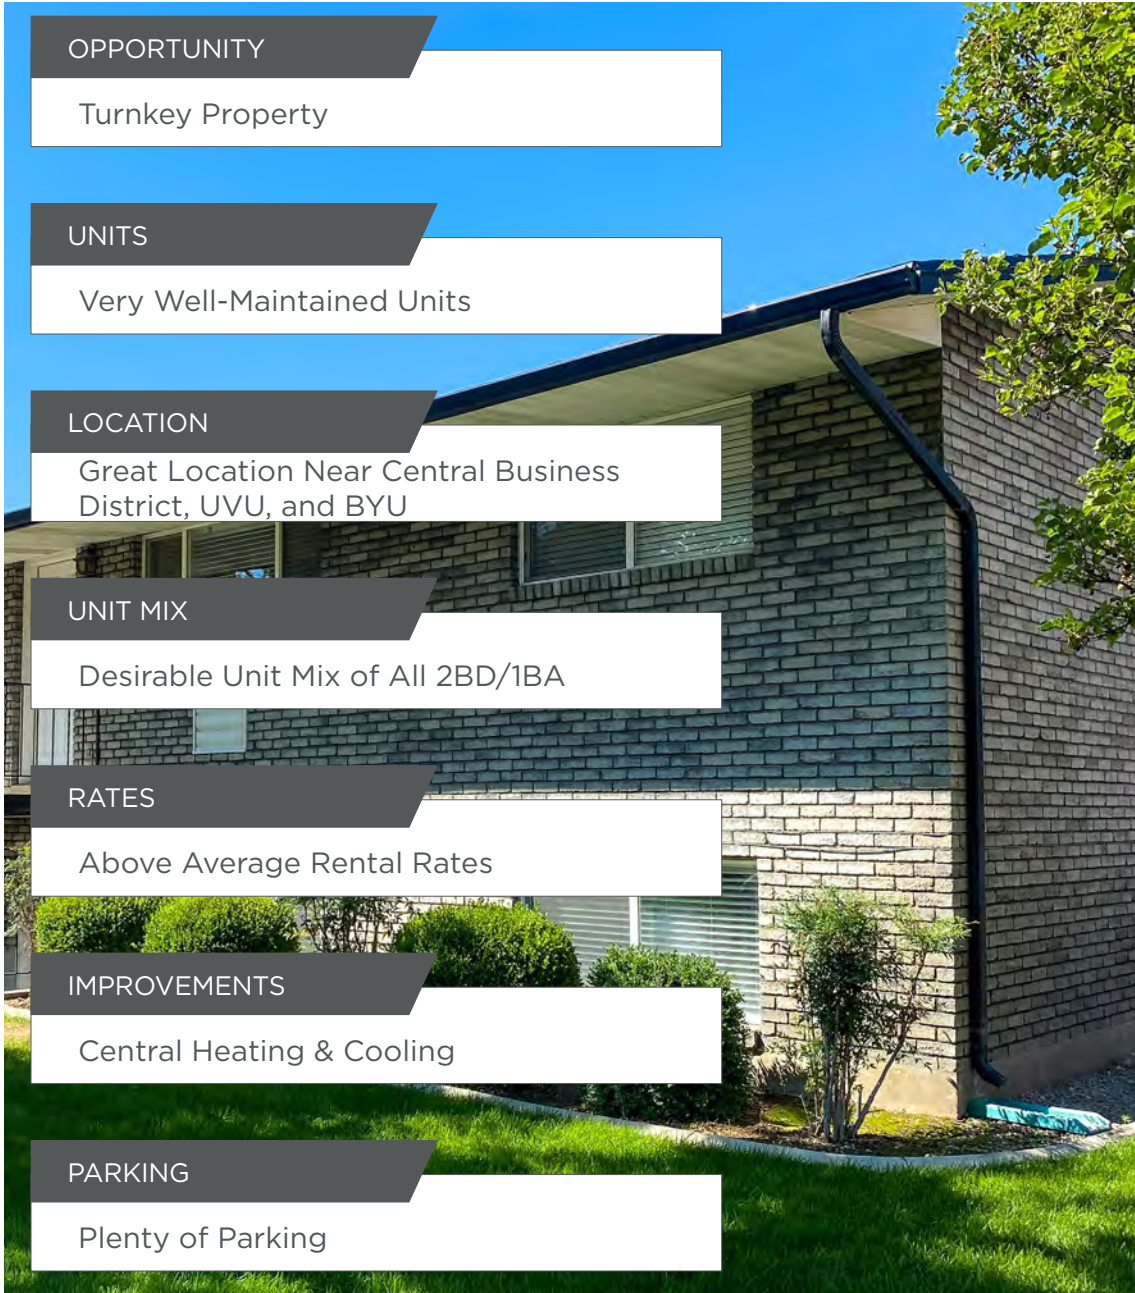 OPPORTUNITY
Turnkey Property
UNITS
Very Well-Maintained Units
LOCATION
Great Location Near Central Business
District, UVU, and BYU
UNIT MIX
Desirable Unit Mix of All 2BD/1BA
RATES
Above Average Rental Rates
IMPROVEMENTS
Central Heating & Cooling
PARKING
Plenty of Parking